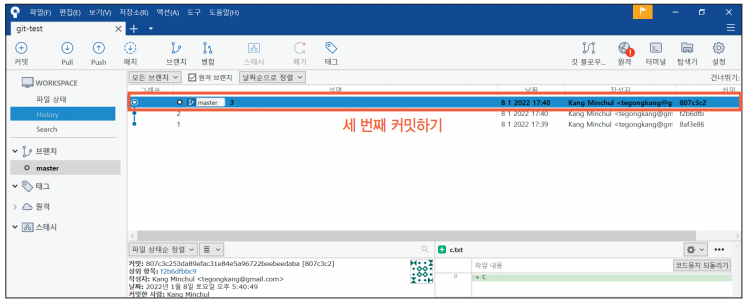 파일(F) 편집(E) 보기(V) 저장소(R) 액션(A) 도구 도움말(H)
git-test
커밋 Pull Push 패치 브랜치 병합 스태시 폐기 태그 깃 플로우_ 원격 터미널 탐색기 설정
WORKSPACE
파일 상태
History
Search
브랜치
master
태그
원격
스태시
모든 브랜치 원격 브랜치 날짜순으로 정렬 건너뛰기:
그래프 설명 날짜 작성자 커밋
master 3 8 1 2022 17:40 Kang Minchul <tegongkang@g 807c3c2
2 8 1 2022 17:40 Kang Minchul <tegongkang@gm f2b6dfb
1 8 1 2022 17:39 Kang Minchul <tegongkang@gm 8af3e86
세 번째 커밋하기
파일 상태순 정렬
커밋: 807c3c253da89efac31e84e5a96722beebeedaba [807c3c2]
상위 항목: f2b6dfbbc9
작성자: Kang Minchul <tegongkang@gmail.com>
날짜: 2022년 1월 8일 토요일 오후 5:40:49
커밋한 사람: Kang Minchul
c.txt
파일 내용 코드뭉치 되돌리기
0 + C